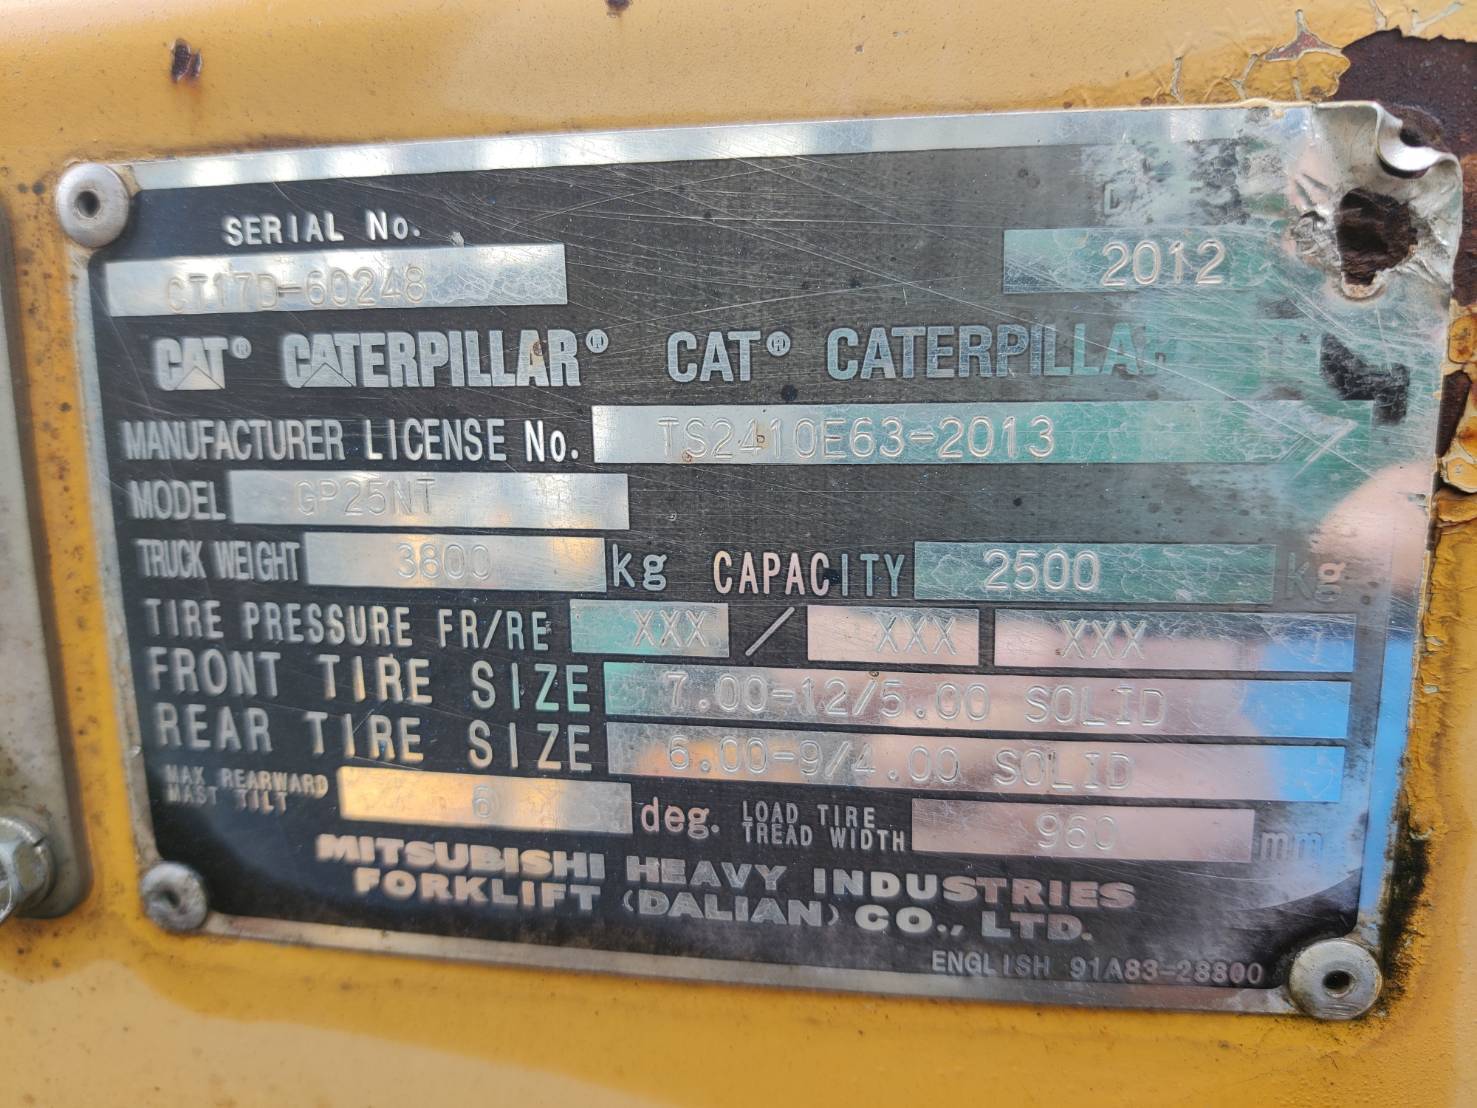 SERIAL No.
CT17D-60248 2012
CAT® CATERPILLAR® CAT® CATERPILLAR
MANUFACTURER LICENSE No. TS2410E63-2013
MODEL GP25NT
TRUCK WEIGHT 3800 kg CAPACITY 2500 kg
TIRE PRESSURE FR/RE XXX / XXX XXX
FRONT TIRE SIZE 7.00-12/5.00 SOLID
REAR TIRE SIZE 6.00-9/4.00 SOLID
MAX REARWARD
MAST TILT 6 deg. LOAD TIRE
TREAD WIDTH 960 mm
MITSUBISHI HEAVY INDUSTRIES
FORKLIFT (DALIAN) CO., LTD.
ENGLISH 91A83-28800